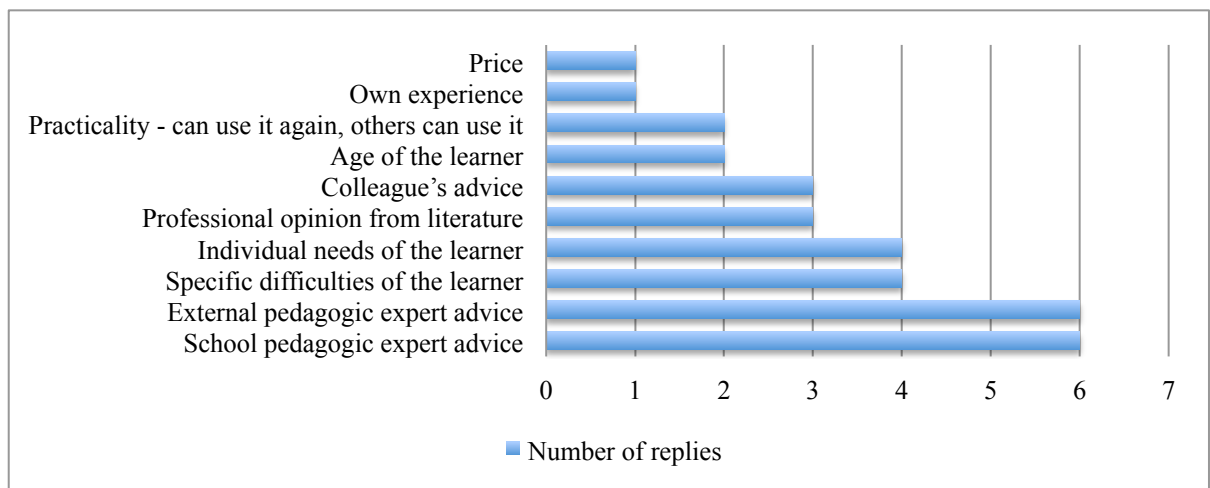 Price
Own experience
Practicality - can use it again, others can use it
Age of the learner
Colleague’s advice
Professional opinion from literature
Individual needs of the learner
Specific difficulties of the learner
External pedagogic expert advice
School pedagogic expert advice
0 1 2 3 4 5 6 7
Number of replies